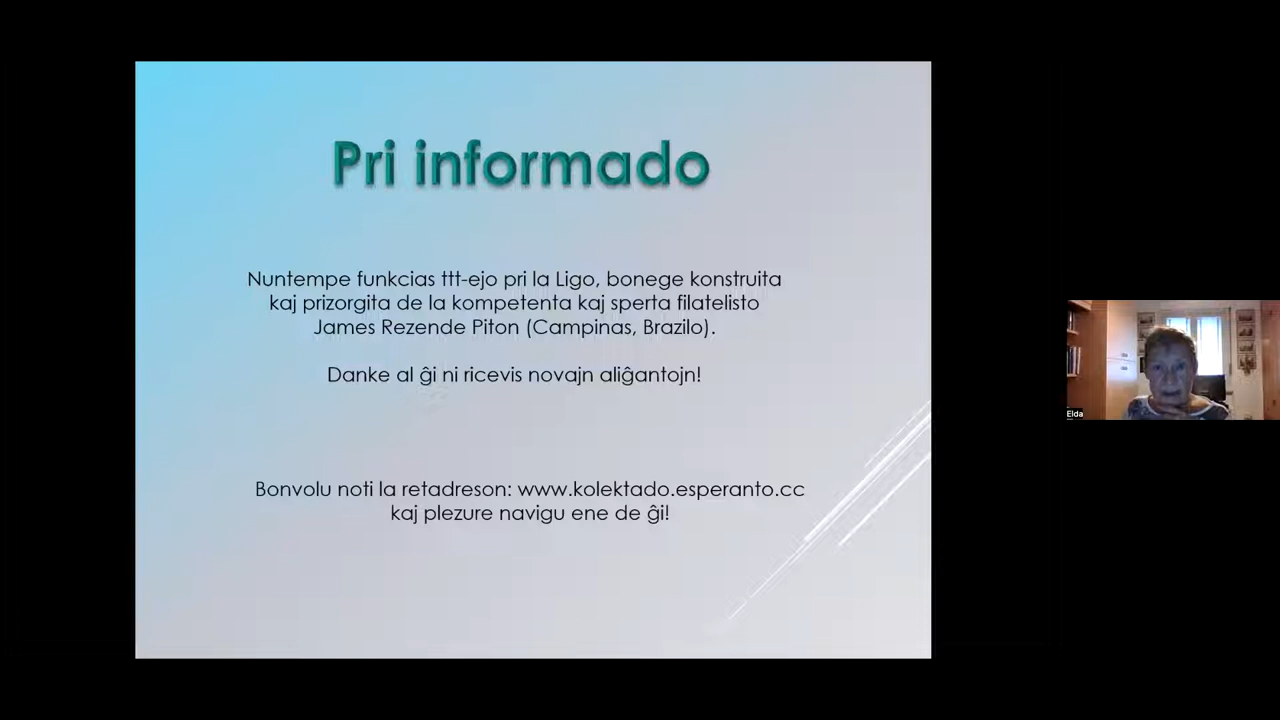 Pri informado
Nuntempe funkcias ttt-ejo pri la Ligo, bonege konstruita
kaj prizorgita de la kompetenta kaj sperta filatelisto
James Rezende Piton (Campinas, Brazilo).
Danke al ĝi ni ricevis novajn aliĝantojn!
Bonvolu noti la retadreson: www.kolektado.esperanto.cc
kaj plezure navigu ene de ĝi!
Elda